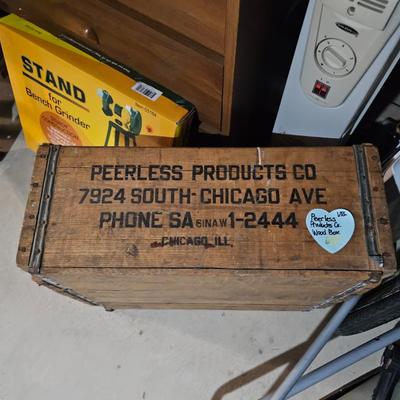 STAND
for
Bench Grinder
PEERLESS PRODUCTS CO
7924 SOUTH-CHICAGO AVE
PHONE SAGINAW 1-2444
CHICAGO, ILL.
Peerless
Products Co.
Wood Box